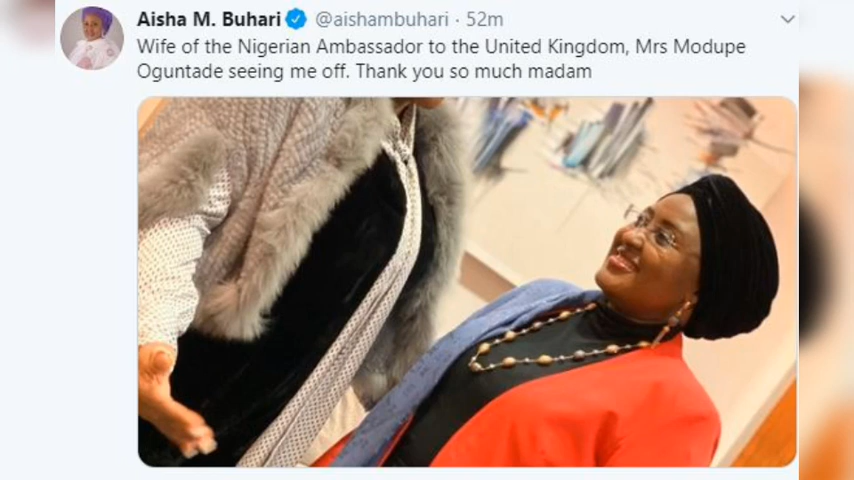 Aisha M. Buhari @aishambuhari · 52m
Wife of the Nigerian Ambassador to the United Kingdom, Mrs Modupe
Oguntade seeing me off. Thank you so much madam